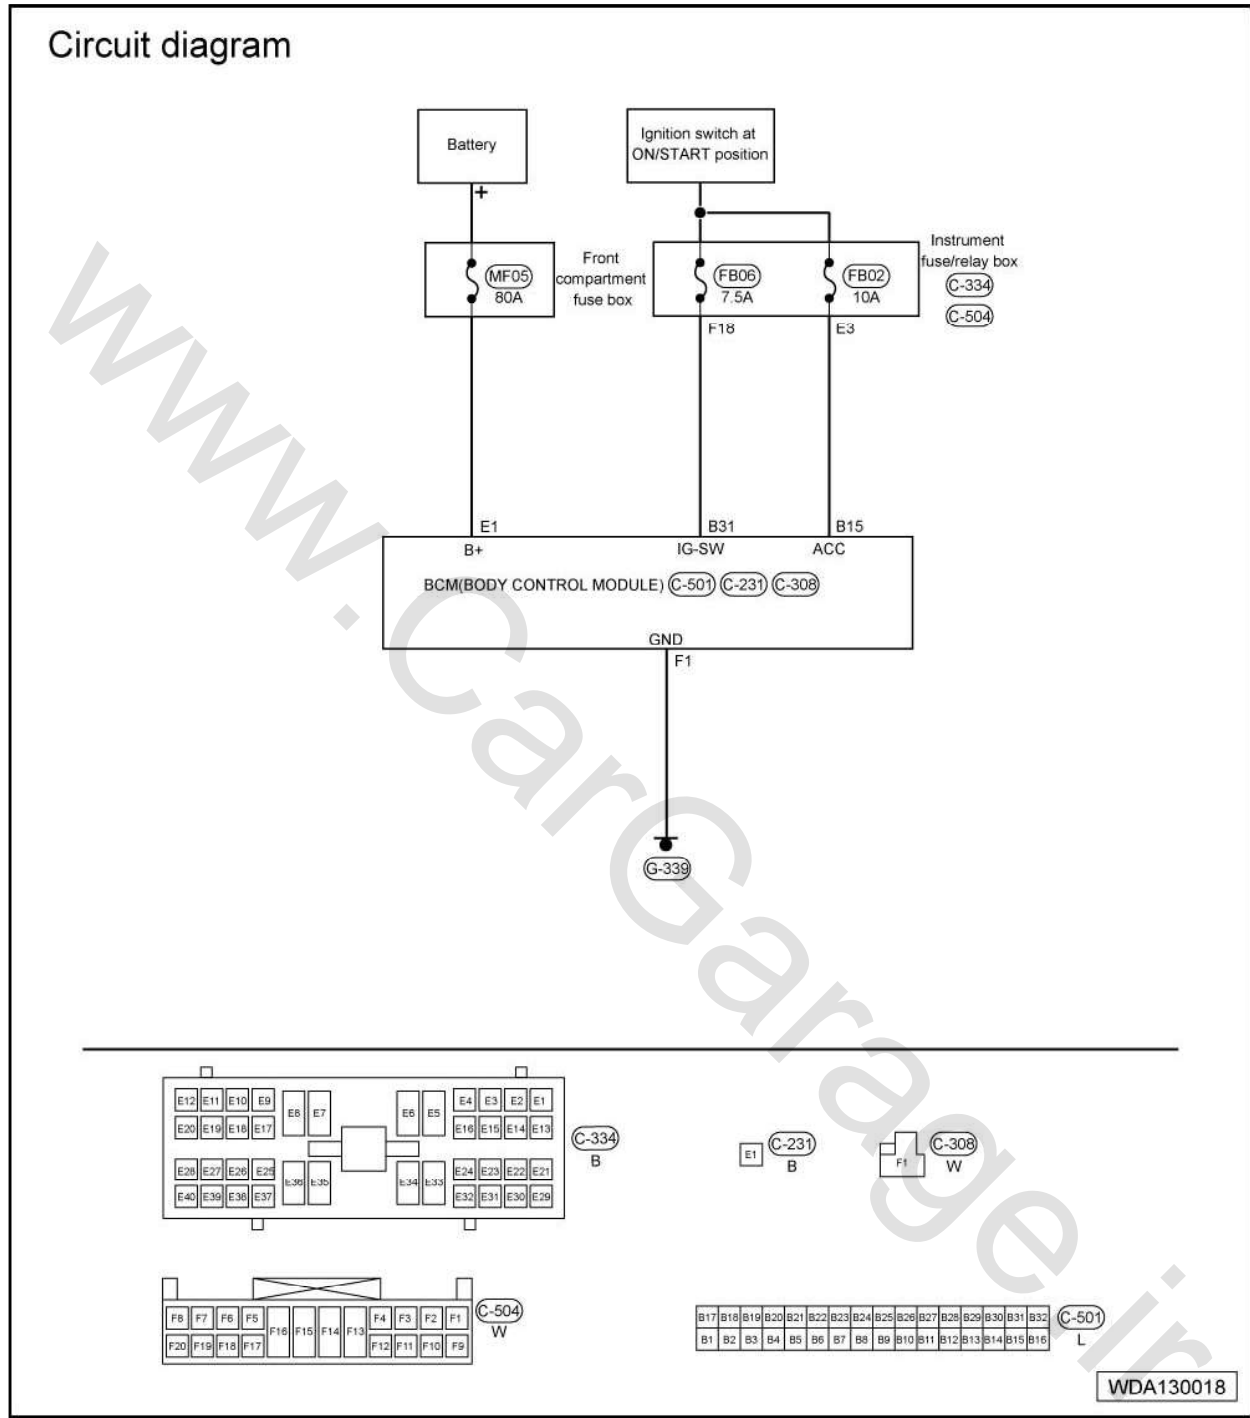 Circuit diagram
Battery
Ignition switch at
ON/START position
+
Front
compartment
fuse box
MF05
80A
FB06
7.5A
FB02
10A
Instrument
fuse/relay box
C-334
C-504
F18
E3
E1
B31
B15
B+
IG-SW
ACC
BCM(BODY CONTROL MODULE) C-501 C-231 C-308
GND
F1
G-339
E12 E11 E10 E9 E8 E7 E6 E5 E4 E3 E2 E1
E20 E19 E18 E17 E16 E15 E14 E13
C-334
B
E28 E27 E26 E25 E36 E35 E34 E33 E24 E23 E22 E21
E40 E39 E38 E37 E32 E31 E30 E29
E1
C-231
B
F1
C-308
W
F8 F7 F6 F5 F16 F15 F14 F13 F4 F3 F2 F1
F20 F19 F18 F17 F12 F11 F10 F9
C-504
W
B17 B18 B19 B20 B21 B22 B23 B24 B25 B26 B27 B28 B29 B30 B31 B32
B1 B2 B3 B4 B5 B6 B7 B8 B9 B10 B11 B12 B13 B14 B15 B16
C-501
L
WDA130018
www.CarGarage.ir